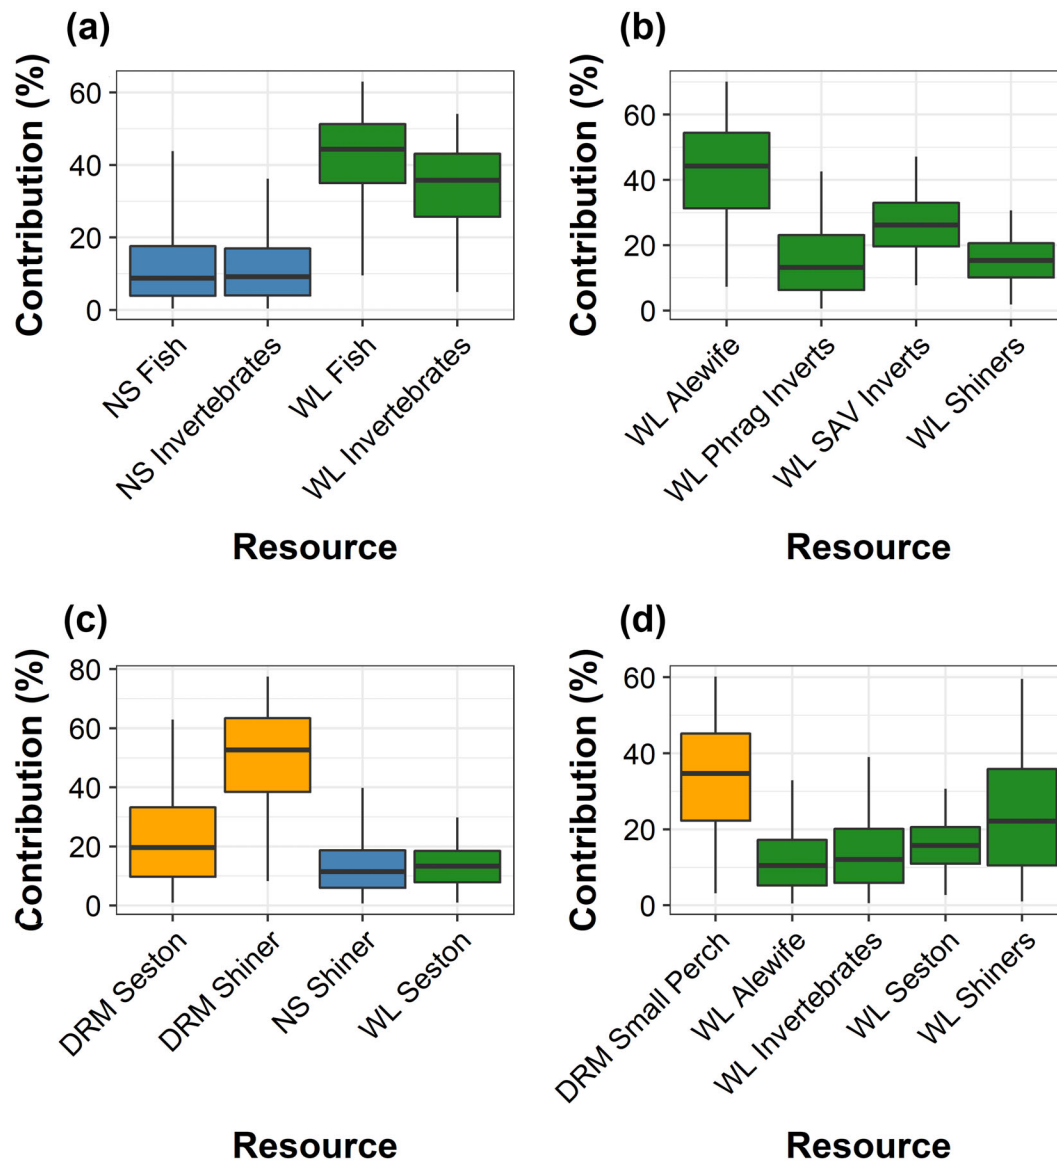 (a)
Contribution (%)
60
40
20
0
NS Fish
NS Invertebrates
WL Fish
WL Invertebrates
Resource
(b)
Contribution (%)
60
40
20
0
WL Alewife
WL Phrag Inverts
WL SAV Inverts
WL Shiners
Resource
(c)
Contribution (%)
80
60
40
20
0
DRM Seston
DRM Shiner
NS Shiner
WL Seston
Resource
(d)
Contribution (%)
60
40
20
0
DRM Small Perch
WL Alewife
WL Invertebrates
WL Seston
WL Shiners
Resource